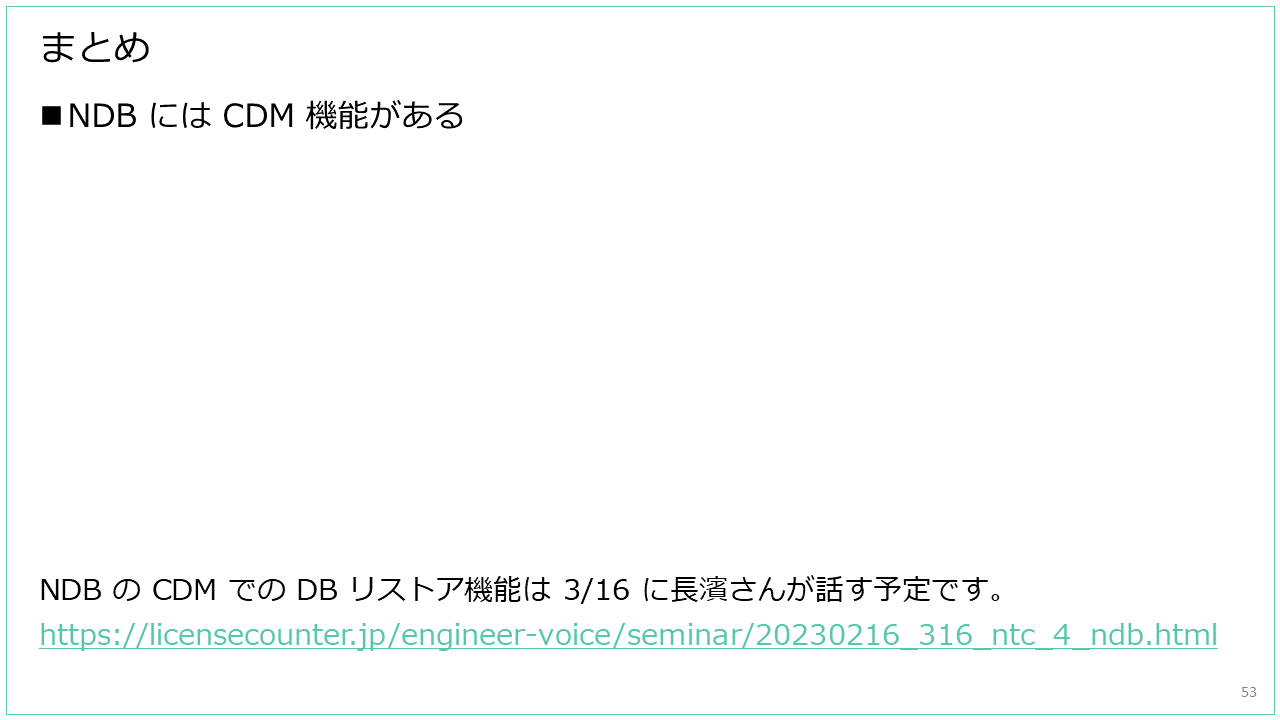 まとめ
■NDB には CDM 機能がある
NDB の CDM での DB リストア機能は 3/16 に長濱さんが話す予定です。
https://licensecounter.jp/engineer-voice/seminar/20230216_316_ntc_4_ndb.html
53